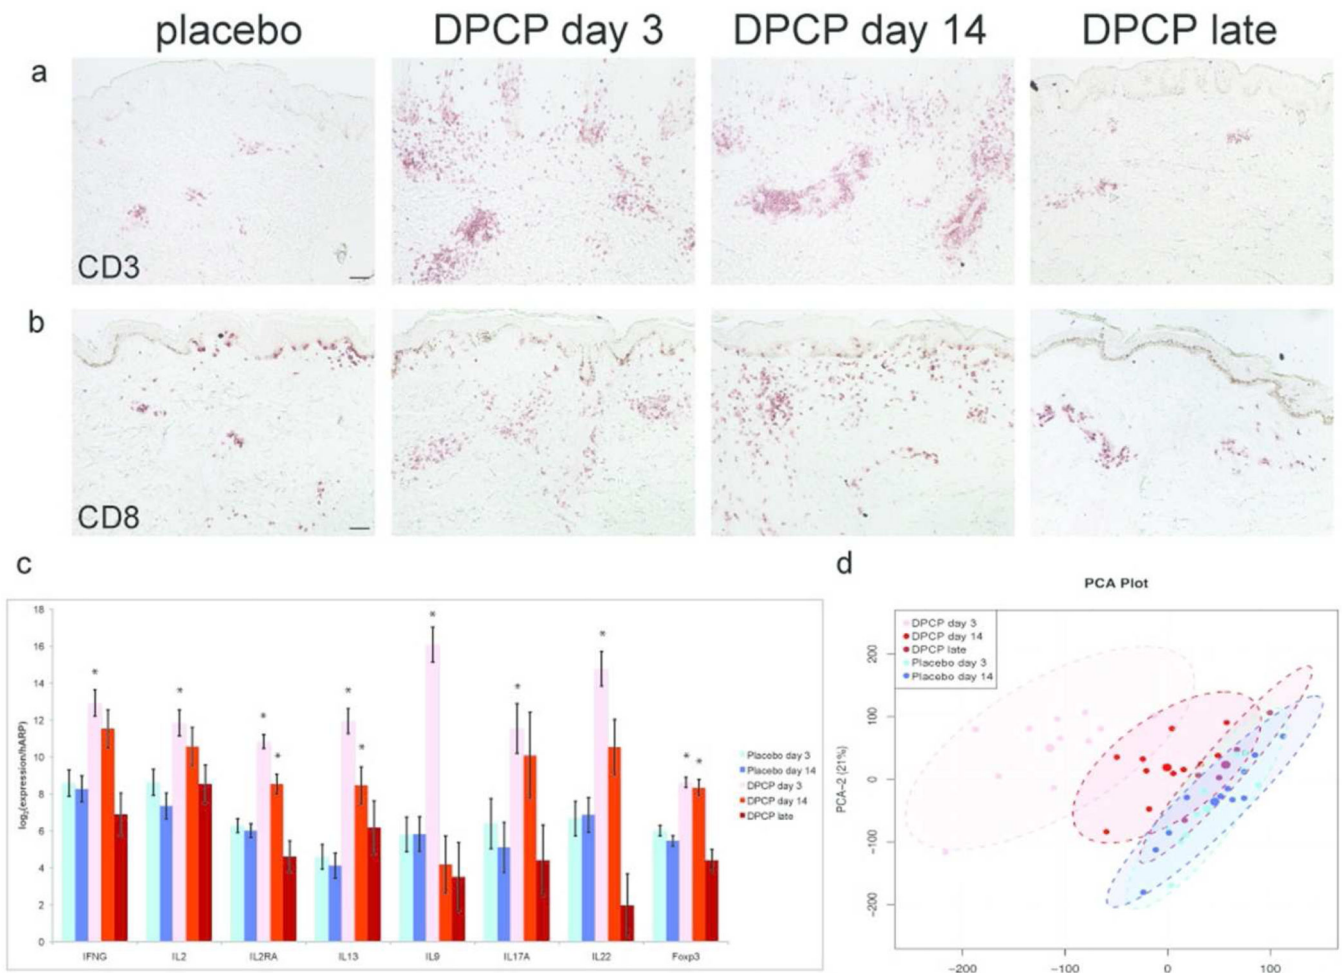 placebo DPCP day 3 DPCP day 14 DPCP late
a
CD3
b
CD8
c
d
18
16
14
12
10
8
6
4
2
0
log₂(expression/hARP)
* * * * * * * * * * *
IFNG IL2 IL2RA IL13 IL9 IL17A IL22 Foxp3
Placebo day 3
Placebo day 14
DPCP day 3
DPCP day 14
DPCP late
PCA Plot
DPCP day 3
DPCP day 14
DPCP late
Placebo day 3
Placebo day 14
PCA-2 (21%)
200
100
0
-100
-200
-200 -100 0 100